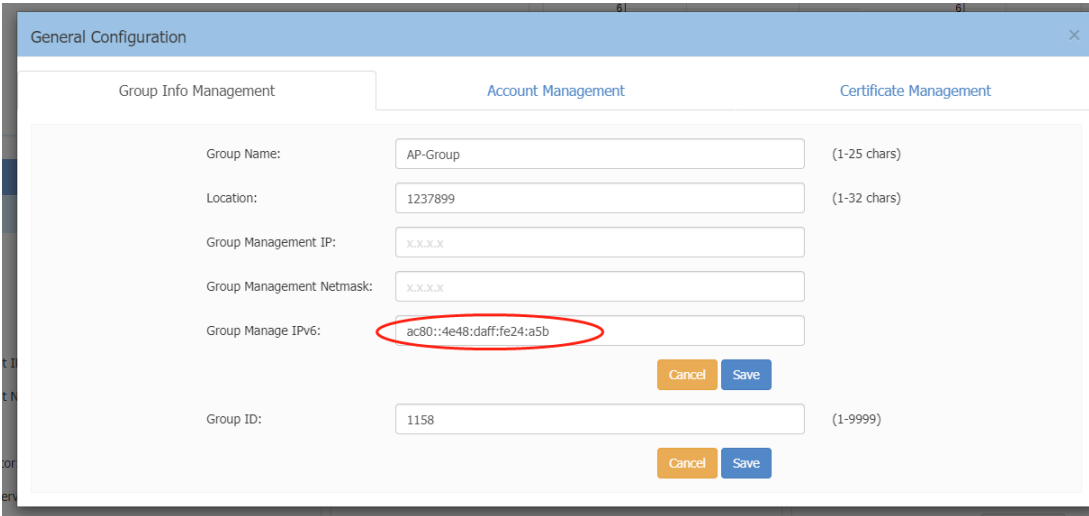 6
6
General Configuration ×
Group Info Management Account Management Certificate Management
Group Name: AP-Group (1-25 chars)
Location: 1237899 (1-32 chars)
Group Management IP: x.x.x.x
Group Management Netmask: x.x.x.x
Group Manage IPv6: ac80::4e48:daff:fe24:a5b
Cancel Save
Group ID: 1158 (1-9999)
Cancel Save